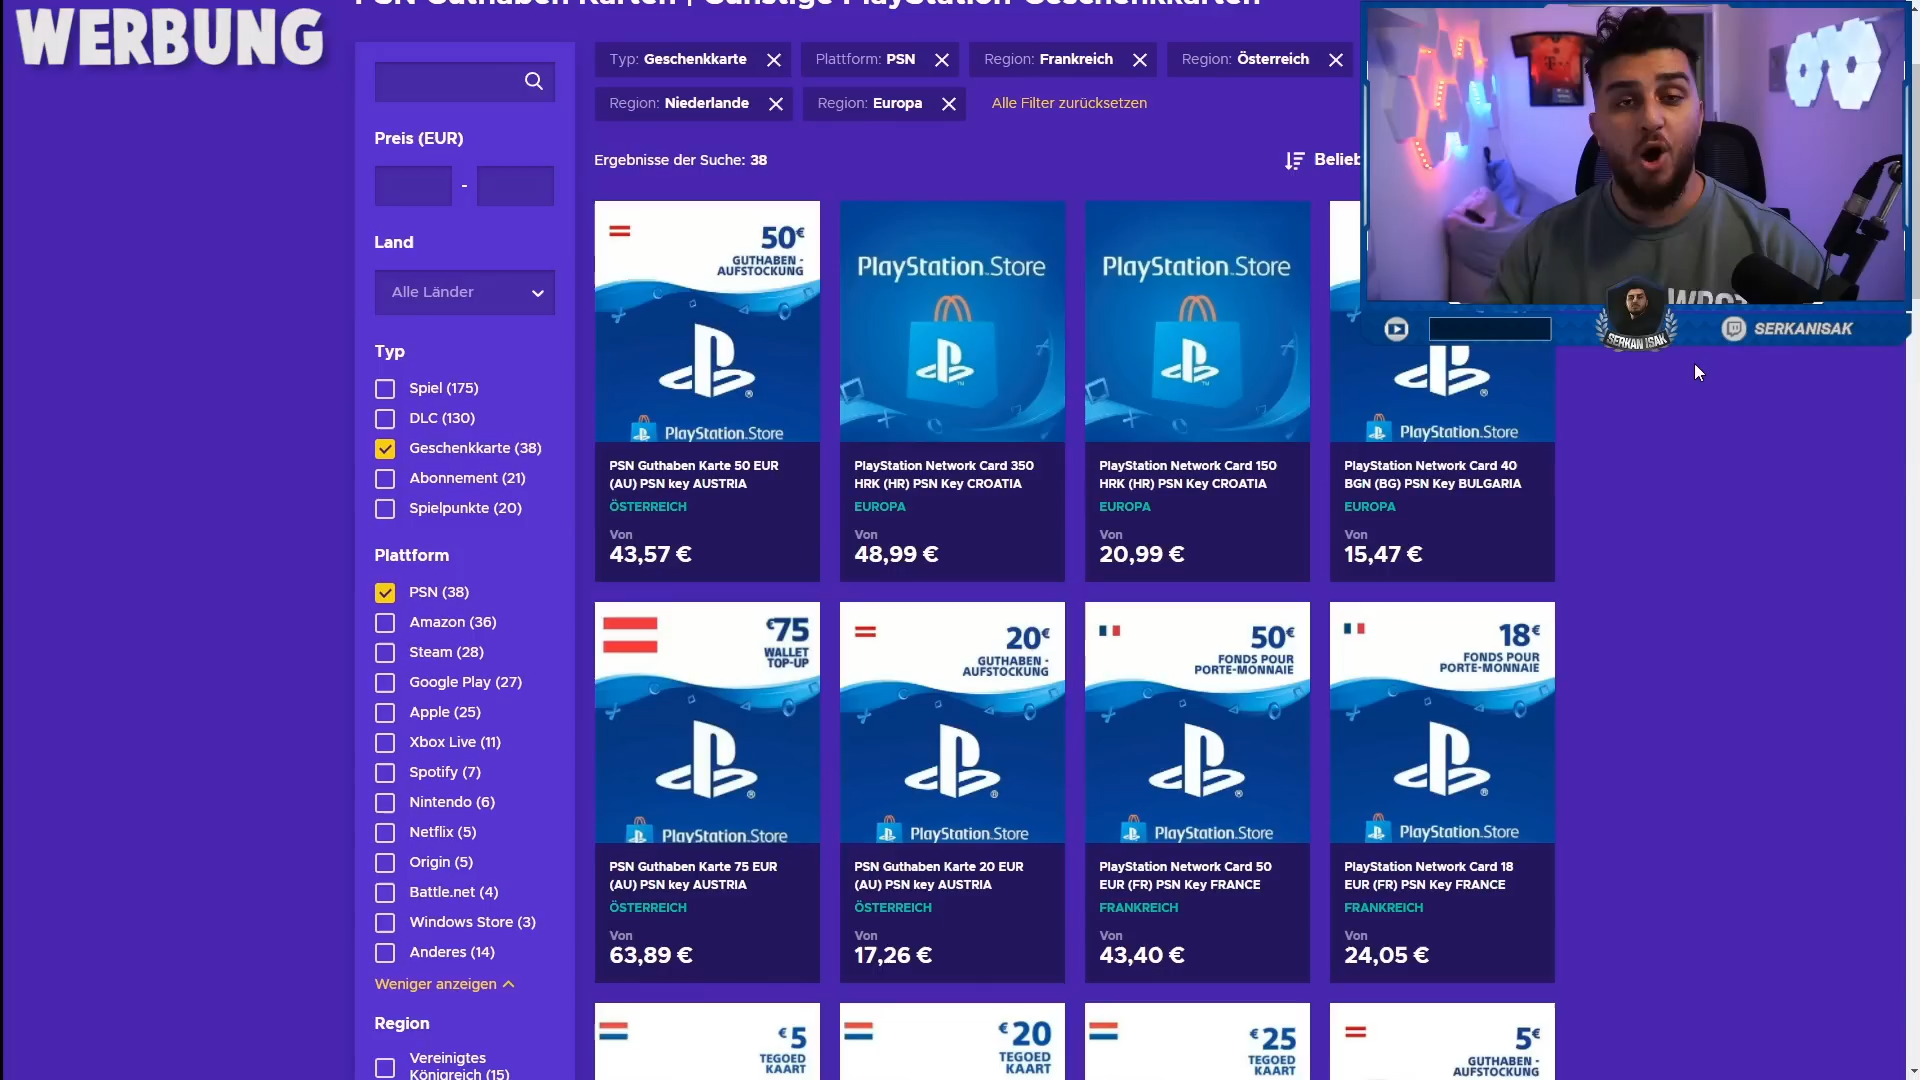 WERBUNG
PSN Guthaben Karten | Günstige PlayStation Geschenkkarten
Typ: Geschenkkarte
Plattform: PSN
Region: Frankreich
Region: Österreich
Region: Niederlande
Region: Europa
Alle Filter zurücksetzen
Ergebnisse der Suche: 38
Belieb
Preis (EUR)
-
Land
Alle Länder
Typ
Spiel (175)
DLC (130)
Geschenkkarte (38)
Abonnement (21)
Spielpunkte (20)
Plattform
PSN (38)
Amazon (36)
Steam (28)
Google Play (27)
Apple (25)
Xbox Live (11)
Spotify (7)
Nintendo (6)
Netflix (5)
Origin (5)
Battle.net (4)
Windows Store (3)
Anderes (14)
Weniger anzeigen
Region
Vereinigtes
Königreich (15)
50€
GUTHABEN -
AUFSTOCKUNG
PlayStation.Store
PSN Guthaben Karte 50 EUR
(AU) PSN key AUSTRIA
ÖSTERREICH
Von
43,57 €
PlayStation.Store
PlayStation Network Card 350
HRK (HR) PSN Key CROATIA
EUROPA
Von
48,99 €
PlayStation.Store
PlayStation Network Card 150
HRK (HR) PSN Key CROATIA
EUROPA
Von
20,99 €
PlayStation.Store
PlayStation Network Card 40
BGN (BG) PSN Key BULGARIA
EUROPA
Von
15,47 €
€75
WALLET
TOP-UP
PlayStation.Store
PSN Guthaben Karte 75 EUR
(AU) PSN key AUSTRIA
ÖSTERREICH
Von
63,89 €
20€
GUTHABEN -
AUFSTOCKUNG
PlayStation.Store
PSN Guthaben Karte 20 EUR
(AU) PSN key AUSTRIA
ÖSTERREICH
Von
17,26 €
50€
FONDS POUR
PORTE-MONNAIE
PlayStation.Store
PlayStation Network Card 50
EUR (FR) PSN Key FRANCE
FRANKREICH
Von
43,40 €
18€
FONDS POUR
PORTE-MONNAIE
PlayStation.Store
PlayStation Network Card 18
EUR (FR) PSN Key FRANCE
FRANKREICH
Von
24,05 €
€5
TEGOED
KAART
€20
TEGOED
KAART
€25
TEGOED
KAART
5€
GUTHABEN -
AUFSTOCKUNG
SERKAN ISAK
SERKANISAK